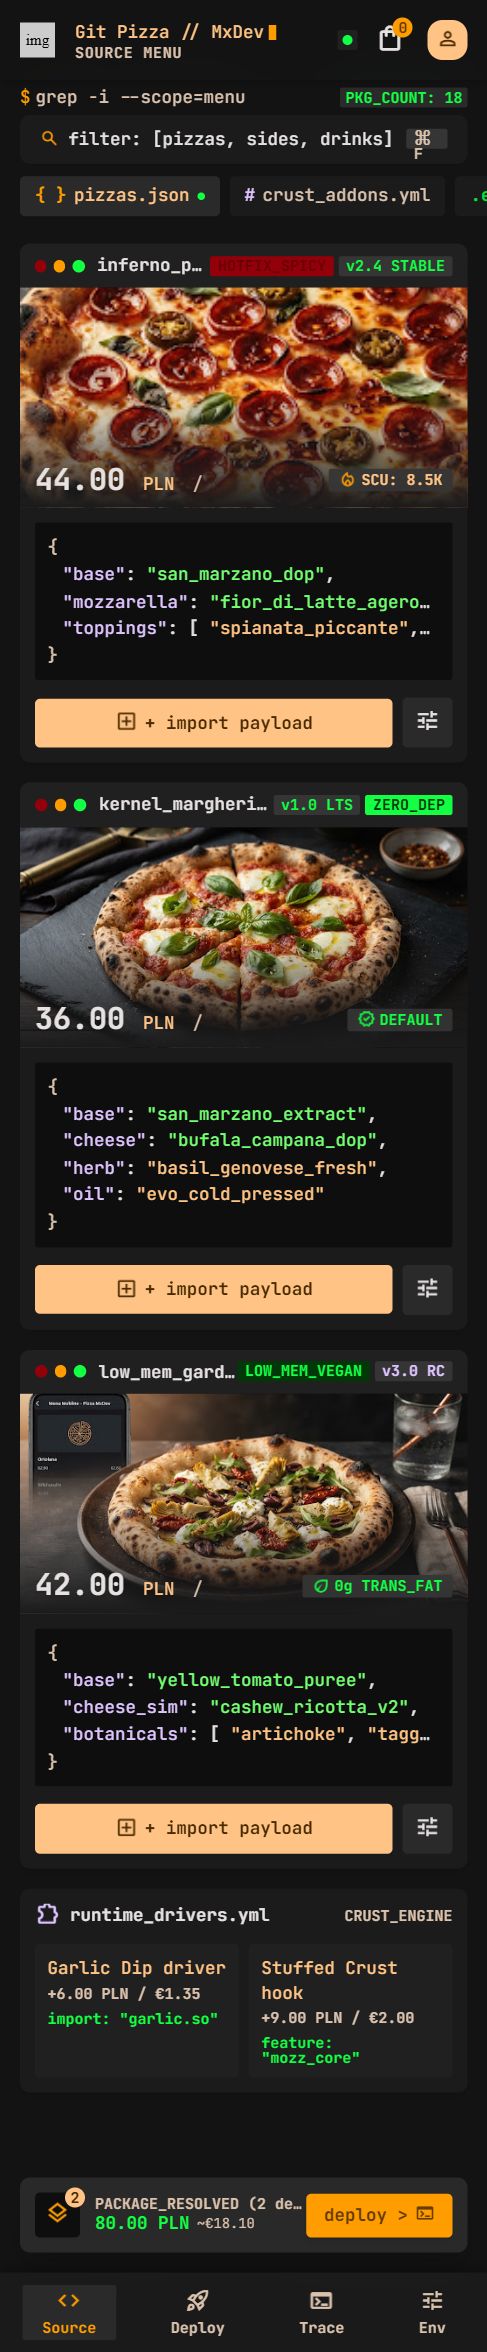 img
Git Pizza // MxDev
SOURCE MENU
0
$ grep -i --scope=menu
PKG_COUNT: 18
filter: [pizzas, sides, drinks]
⌘ F
{ } pizzas.json
# crust_addons.yml
.e
inferno_p…
HOTFIX_SPICY
v2.4 STABLE
44.00 PLN /
SCU: 8.5K
{
"base": "san_marzano_dop",
"mozzarella": "fior_di_latte_agero…
"toppings": [ "spianata_piccante",…
}
+ import payload
kernel_margheri…
v1.0 LTS
ZERO_DEP
36.00 PLN /
DEFAULT
{
"base": "san_marzano_extract",
"cheese": "bufala_campana_dop",
"herb": "basil_genovese_fresh",
"oil": "evo_cold_pressed"
}
+ import payload
low_mem_gard…
LOW_MEM_VEGAN
v3.0 RC
42.00 PLN /
0g TRANS_FAT
{
"base": "yellow_tomato_puree",
"cheese_sim": "cashew_ricotta_v2",
"botanicals": [ "artichoke", "tagg…
}
+ import payload
runtime_drivers.yml
CRUST_ENGINE
Garlic Dip driver
+6.00 PLN / €1.35
import: "garlic.so"
Stuffed Crust
hook
+9.00 PLN / €2.00
feature:
"mozz_core"
2
PACKAGE_RESOLVED (2 de…
80.00 PLN ~€18.10
deploy >
Source
Deploy
Trace
Env